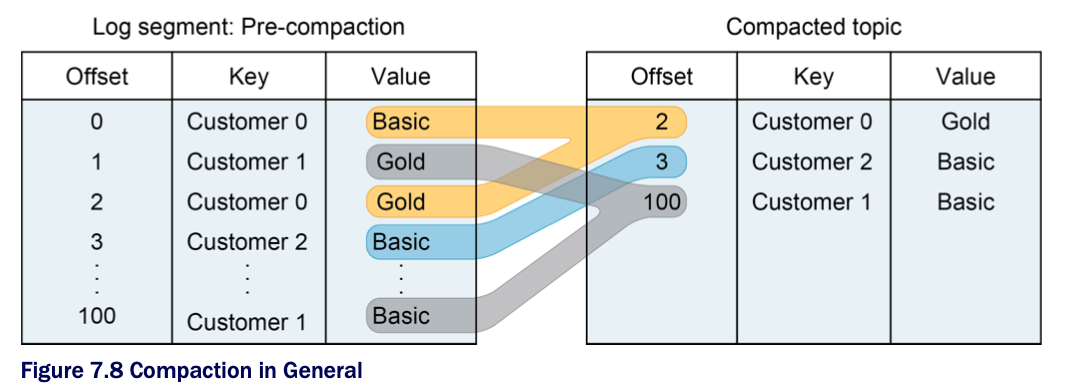 Log segment: Pre-compaction
Offset Key Value
0 Customer 0 Basic
1 Customer 1 Gold
2 Customer 0 Gold
3 Customer 2 Basic
100 Customer 1 Basic
Compacted topic
Offset Key Value
2 Customer 0 Gold
3 Customer 2 Basic
100 Customer 1 Basic
Figure 7.8 Compaction in General